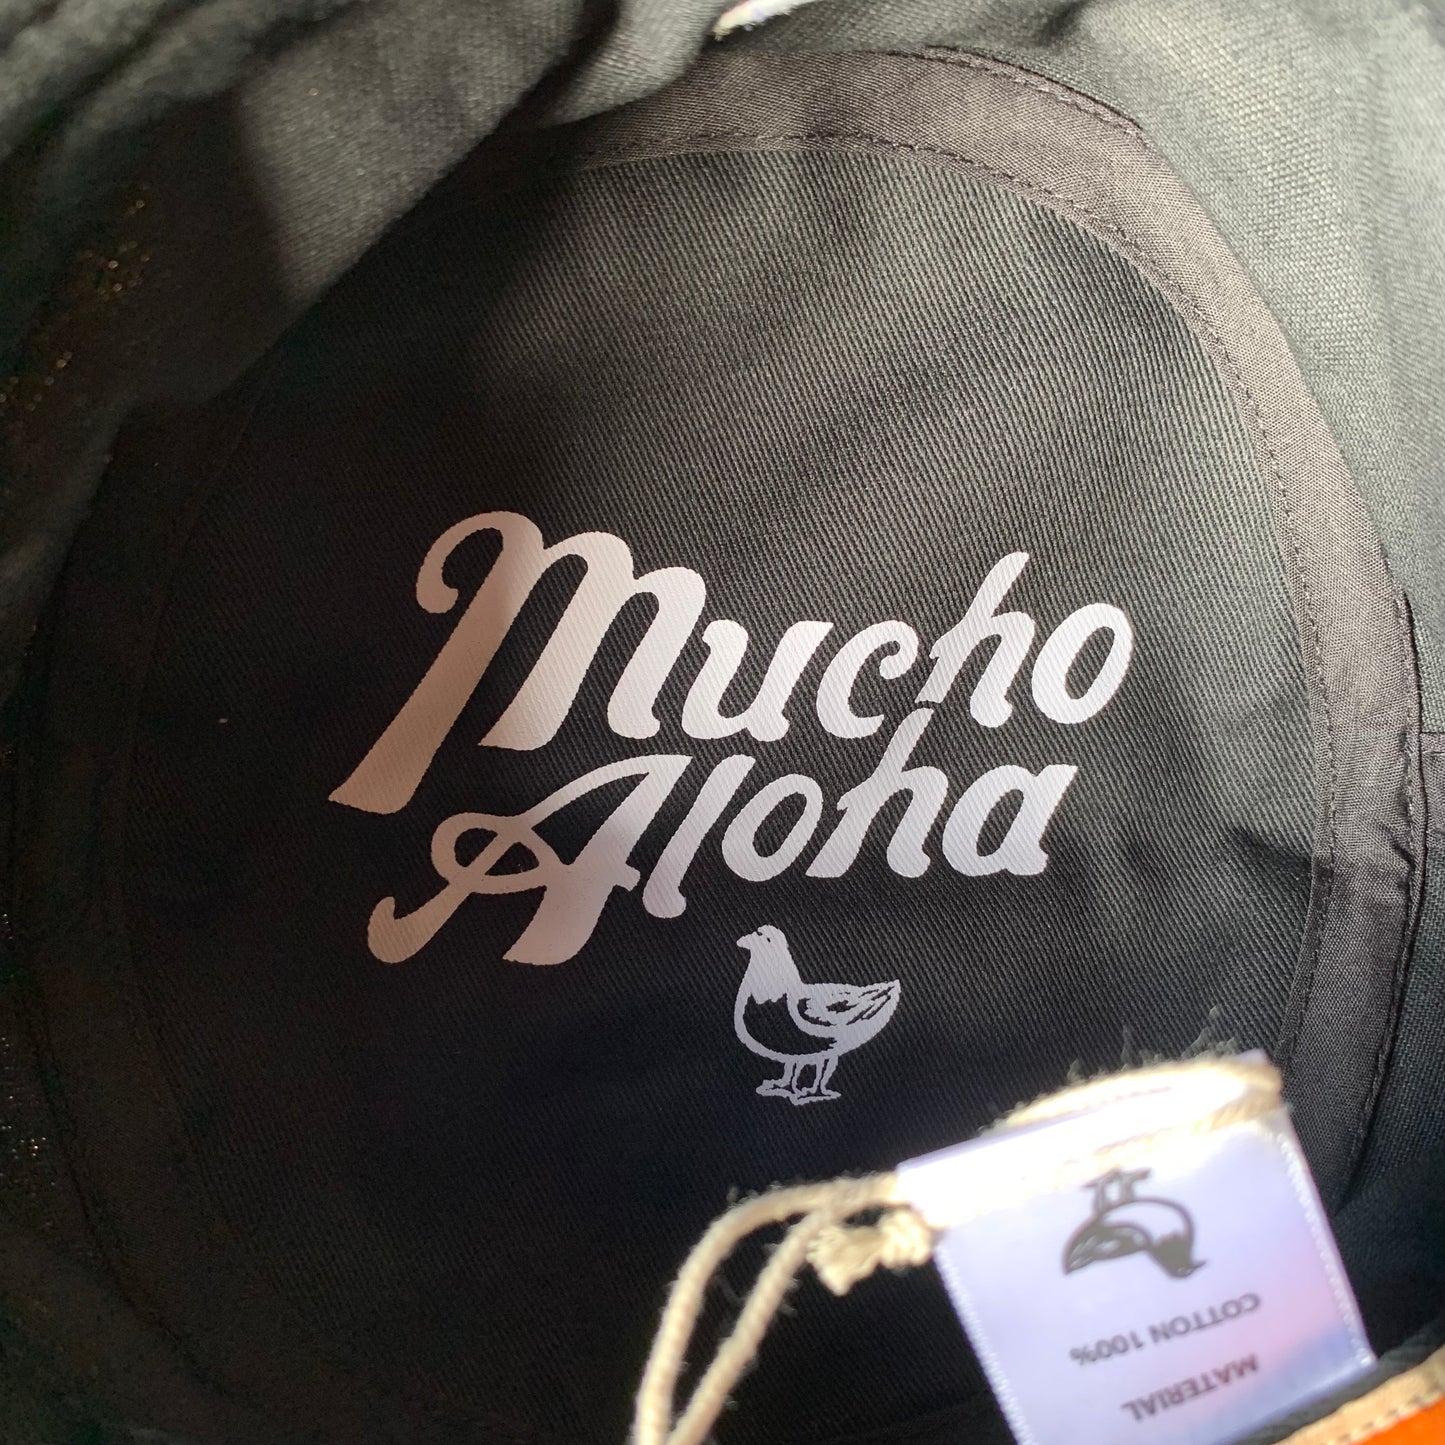 Mucho
Aloha
MATERIAL
COTTON 100%